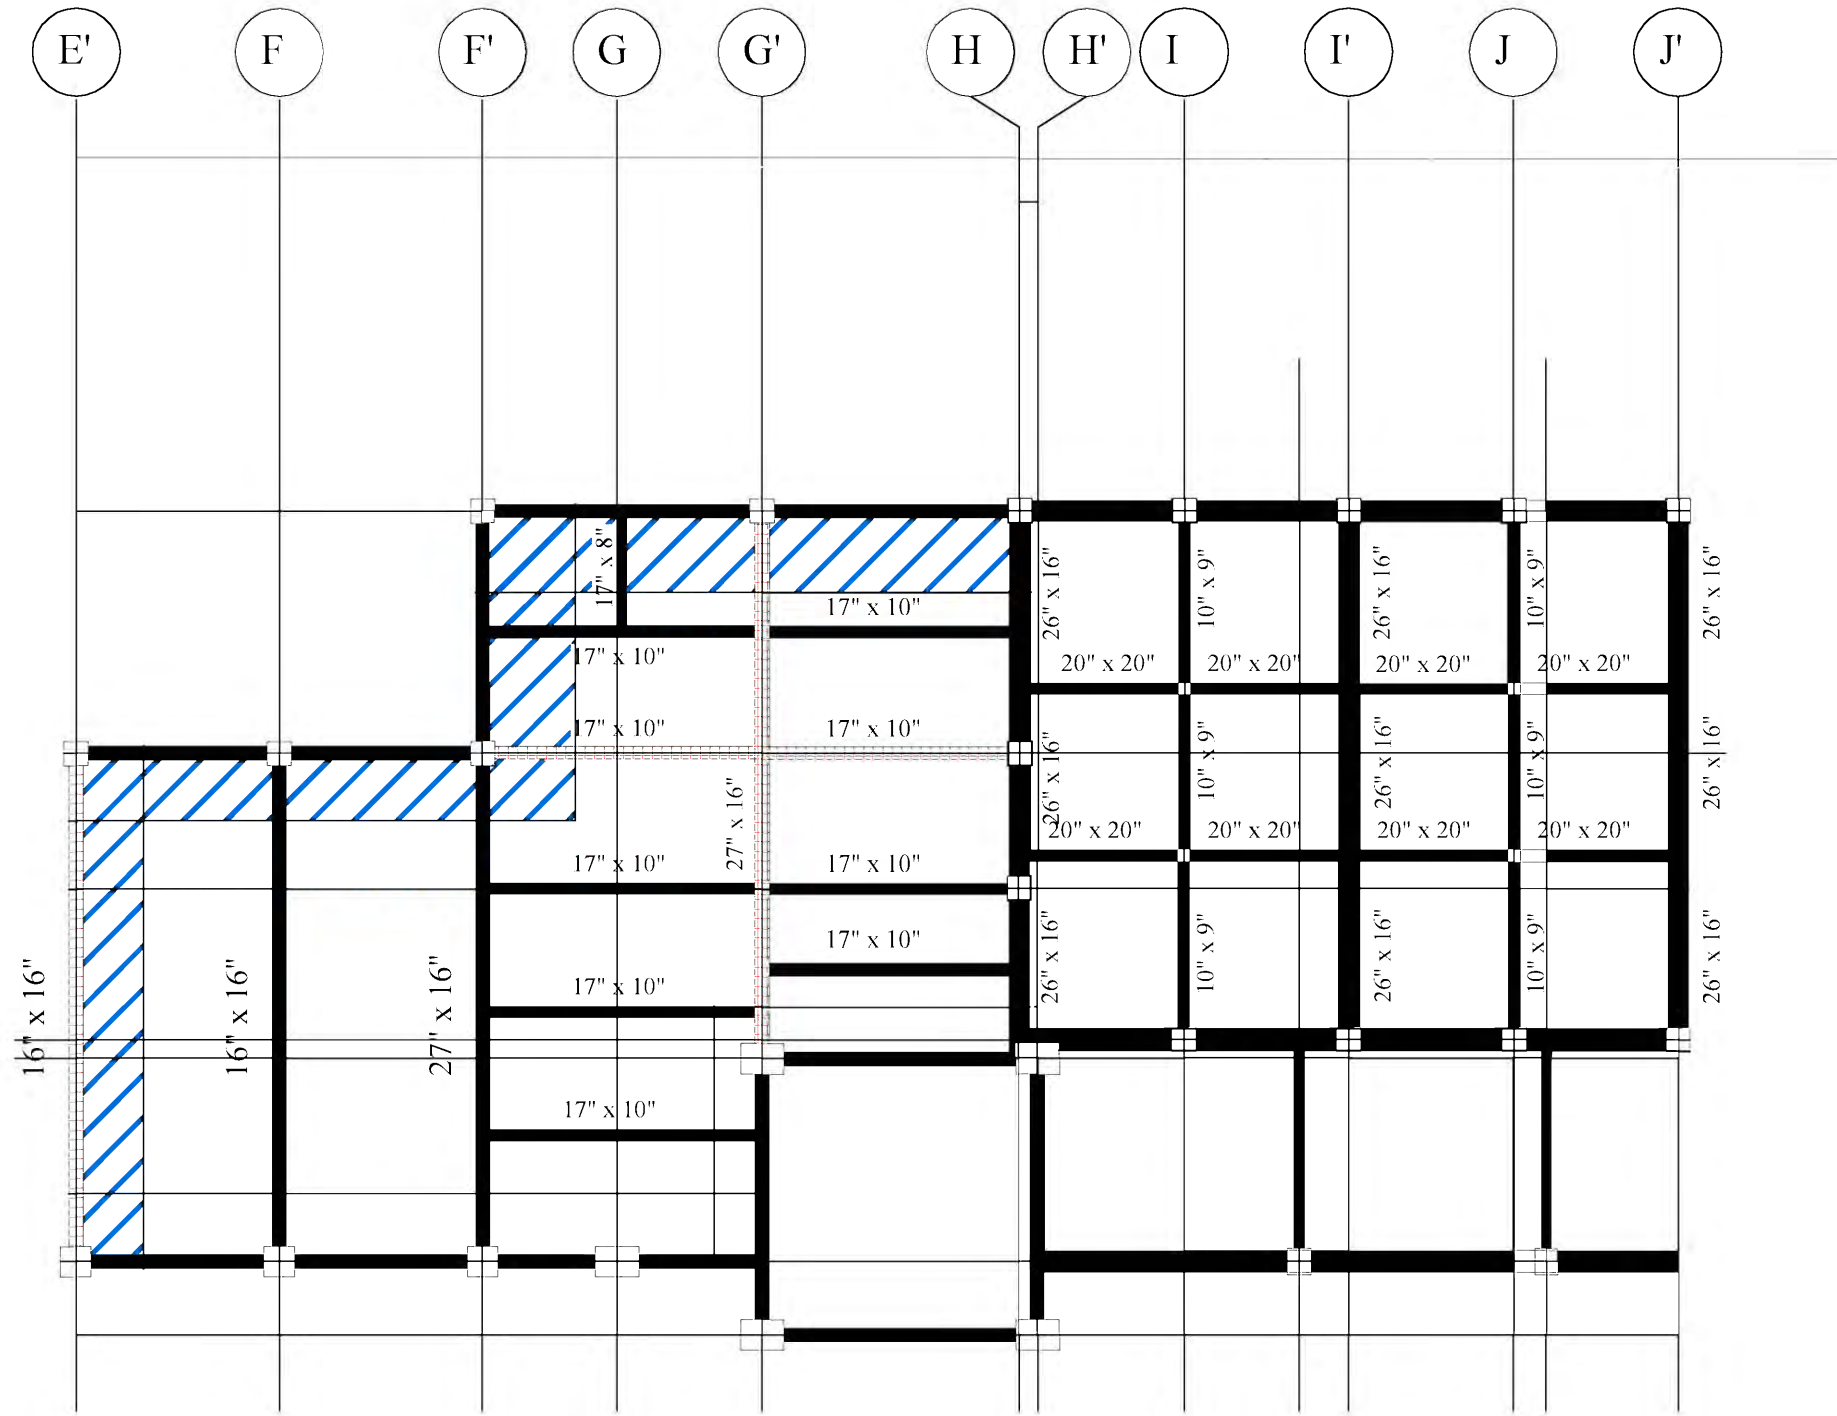 E' F F' G G' H H' I I' J J'
17" x 8"
26" x 16" 10" x 9" 26" x 16" 10" x 9" 26" x 16"
17" x 10"
17" x 10"
20" x 20" 20" x 20" 20" x 20" 20" x 20"
17" x 10" 17" x 10"
26" x 16" 10" x 9" 26" x 16" 10" x 9" 26" x 16"
27" x 16"
20" x 20" 20" x 20" 20" x 20" 20" x 20"
17" x 10" 17" x 10"
17" x 10"
26" x 16" 10" x 9" 26" x 16" 10" x 9" 26" x 16"
17" x 10"
16" x 16" 16" x 16" 27" x 16"
17" x 10"